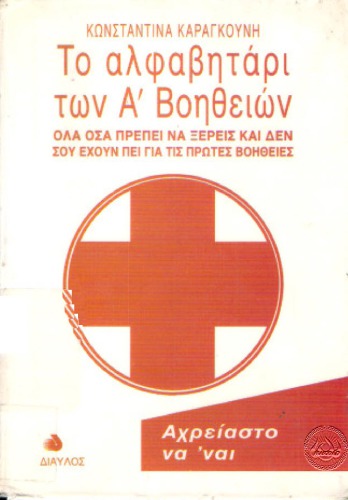 ΚΩΝΣΤΑΝΤΙΝΑ ΚΑΡΑΓΚΟΥΝΗ
Το αλφαβητάρι
των Α' Βοηθειών
ΟΛΑ ΟΣΑ ΠΡΕΠΕΙ ΝΑ ΞΕΡΕΙΣ ΚΑΙ ΔΕΝ
ΣΟΥ ΕΧΟΥΝ ΠΕΙ ΓΙΑ ΤΙΣ ΠΡΩΤΕΣ ΒΟΗΘΕΙΕΣ
Αχρείαστο
να 'ναι
ΔΙΑΥΛΟΣ